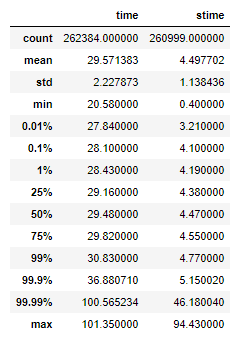 time stime
count 262384.000000 260999.000000
mean 29.571383 4.497702
std 2.227873 1.138436
min 20.580000 0.400000
0.01% 27.840000 3.210000
0.1% 28.100000 4.100000
1% 28.430000 4.190000
25% 29.160000 4.380000
50% 29.480000 4.470000
75% 29.820000 4.550000
99% 30.830000 4.770000
99.9% 36.880710 5.150020
99.99% 100.565234 46.180040
max 101.350000 94.430000